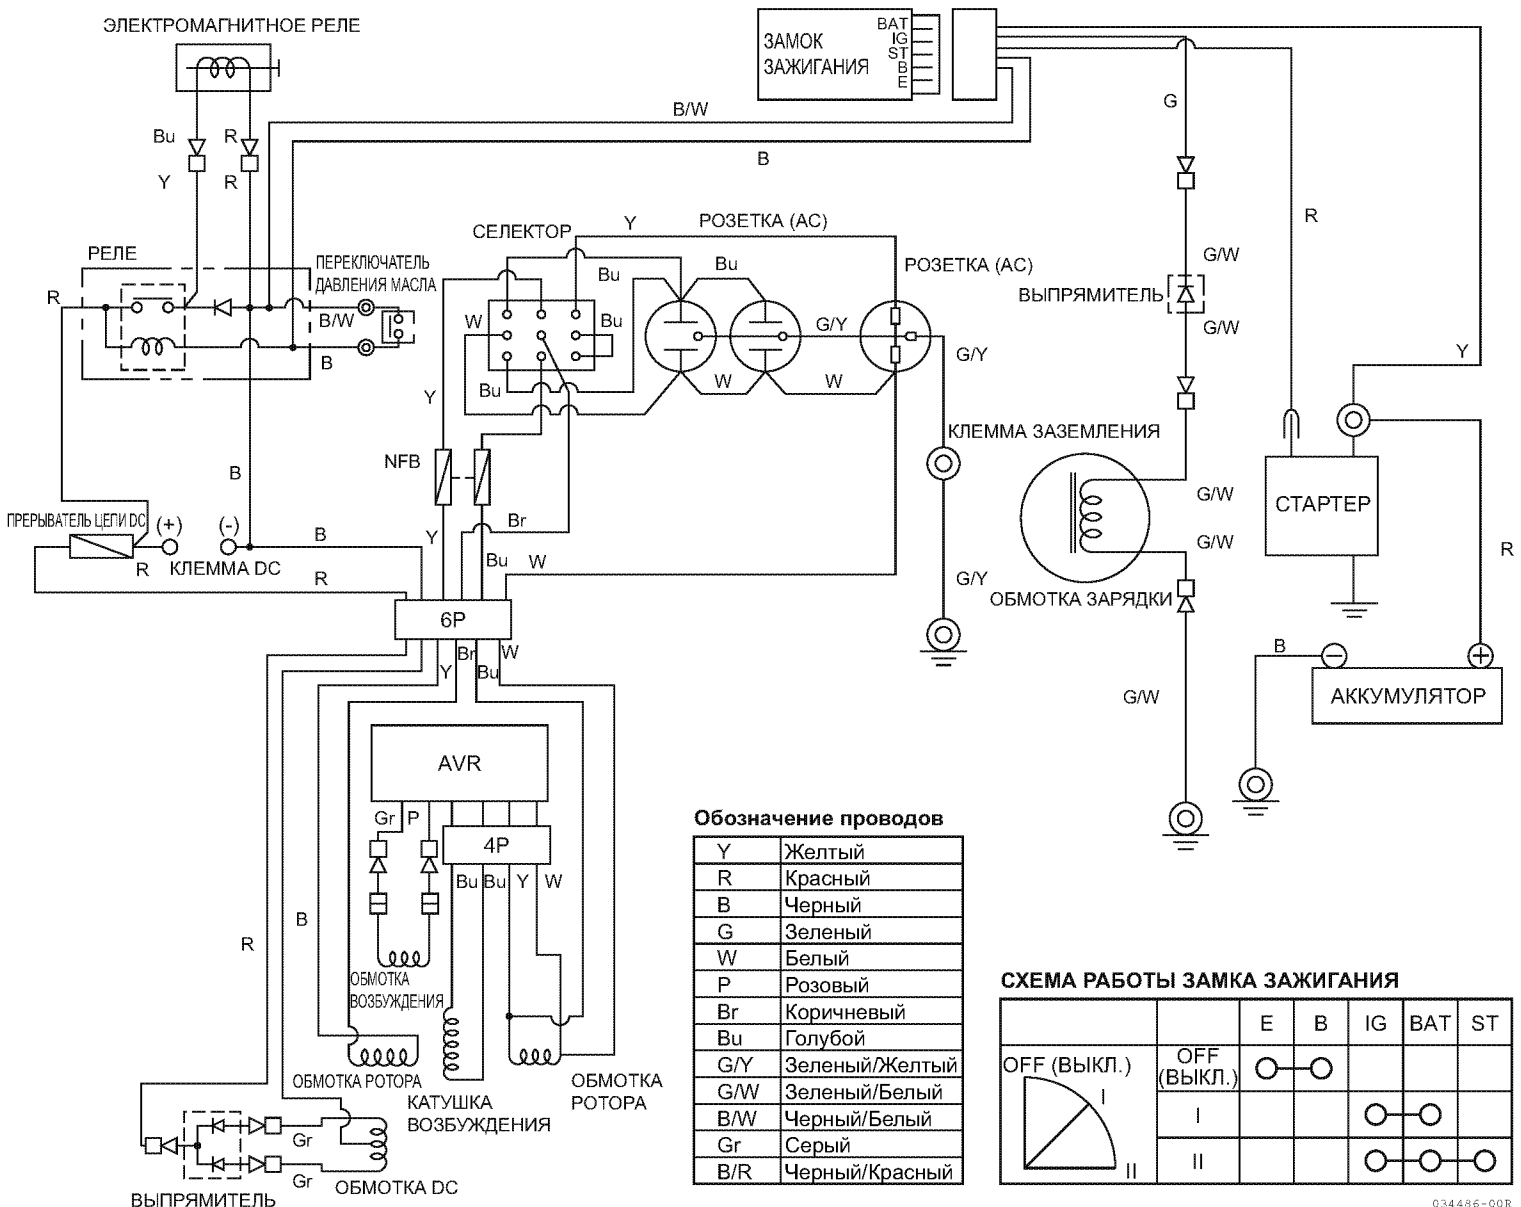 ЭЛЕКТРОМАГНИТНОЕ РЕЛЕ
ЗАМОК
ЗАЖИГАНИЯ
BAT
IG
ST
B
E
B/W
B
G
Bu
R
Y
R
R
G/W
ВЫПРЯМИТЕЛЬ
G/W
РЕЛЕ
R
ПЕРЕКЛЮЧАТЕЛЬ
ДАВЛЕНИЯ МАСЛА
B/W
B
СЕЛЕКТОР
Y
РОЗЕТКА (AC)
РОЗЕТКА (AC)
Bu
Bu
W
Bu
G/Y
G/Y
Bu
W
W
Y
Y
КЛЕММА ЗАЗЕМЛЕНИЯ
NFB
B
G/W
СТАРТЕР
ПРЕРЫВАТЕЛЬ ЦЕПИ DC
(+)
(-)
B
Y
Br
G/W
R
R
КЛЕММА DC
R
Bu
W
G/Y
ОБМОТКА ЗАРЯДКИ
6P
Y
Br
Bu
W
B
АККУМУЛЯТОР
G/W
AVR
Gr
P
4P
Bu
Bu
Y
W
B
R
ОБМОТКА
ВОЗБУЖДЕНИЯ
ОБМОТКА РОТОРА
КАТУШКА
ВОЗБУЖДЕНИЯ
ОБМОТКА
РОТОРА
Gr
Gr
ОБМОТКА DC
ВЫПРЯМИТЕЛЬ
Обозначение проводов
Y Желтый
R Красный
B Черный
G Зеленый
W Белый
P Розовый
Br Коричневый
Bu Голубой
G/Y Зеленый/Желтый
G/W Зеленый/Белый
B/W Черный/Белый
Gr Серый
B/R Черный/Красный
СХЕМА РАБОТЫ ЗАМКА ЗАЖИГАНИЯ
E B IG BAT ST
OFF (ВЫКЛ.)
I
II
OFF
(ВЫКЛ.)
I
II
034486-00R